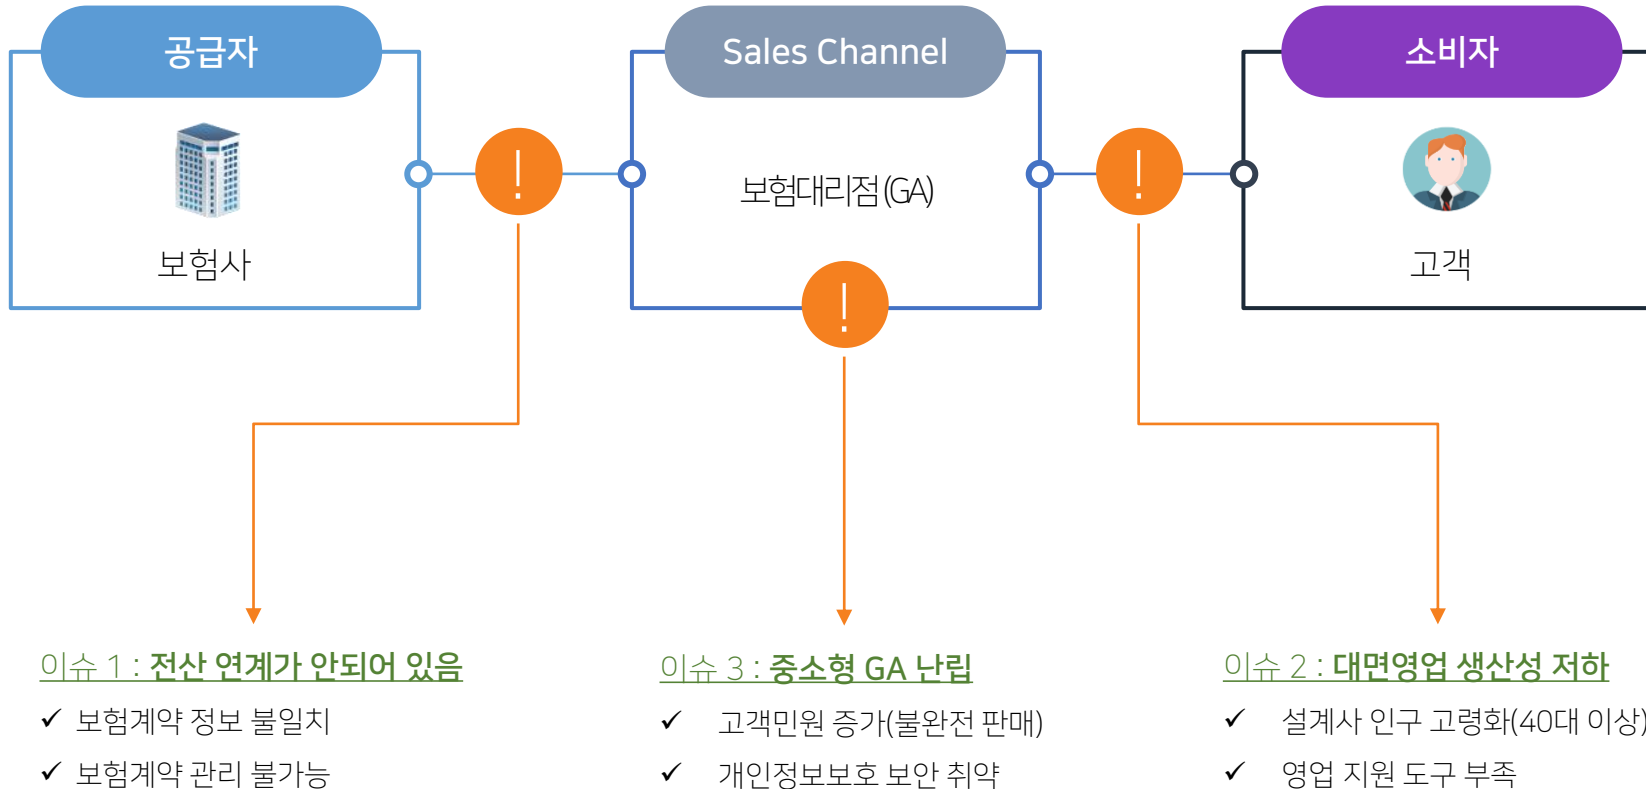 공급자
Sales Channel
소비자
!
!
보험대리점(GA)
보험사
고객
!
이슈 1 : 전산 연계가 안되어 있음
✓ 보험계약 정보 불일치
✓ 보험계약 관리 불가능
이슈 3 : 중소형 GA 난립
✓ 고객민원 증가(불완전 판매)
✓ 개인정보보호 보안 취약
이슈 2 : 대면영업 생산성 저하
✓ 설계사 인구 고령화(40대 이상)
✓ 영업 지원 도구 부족